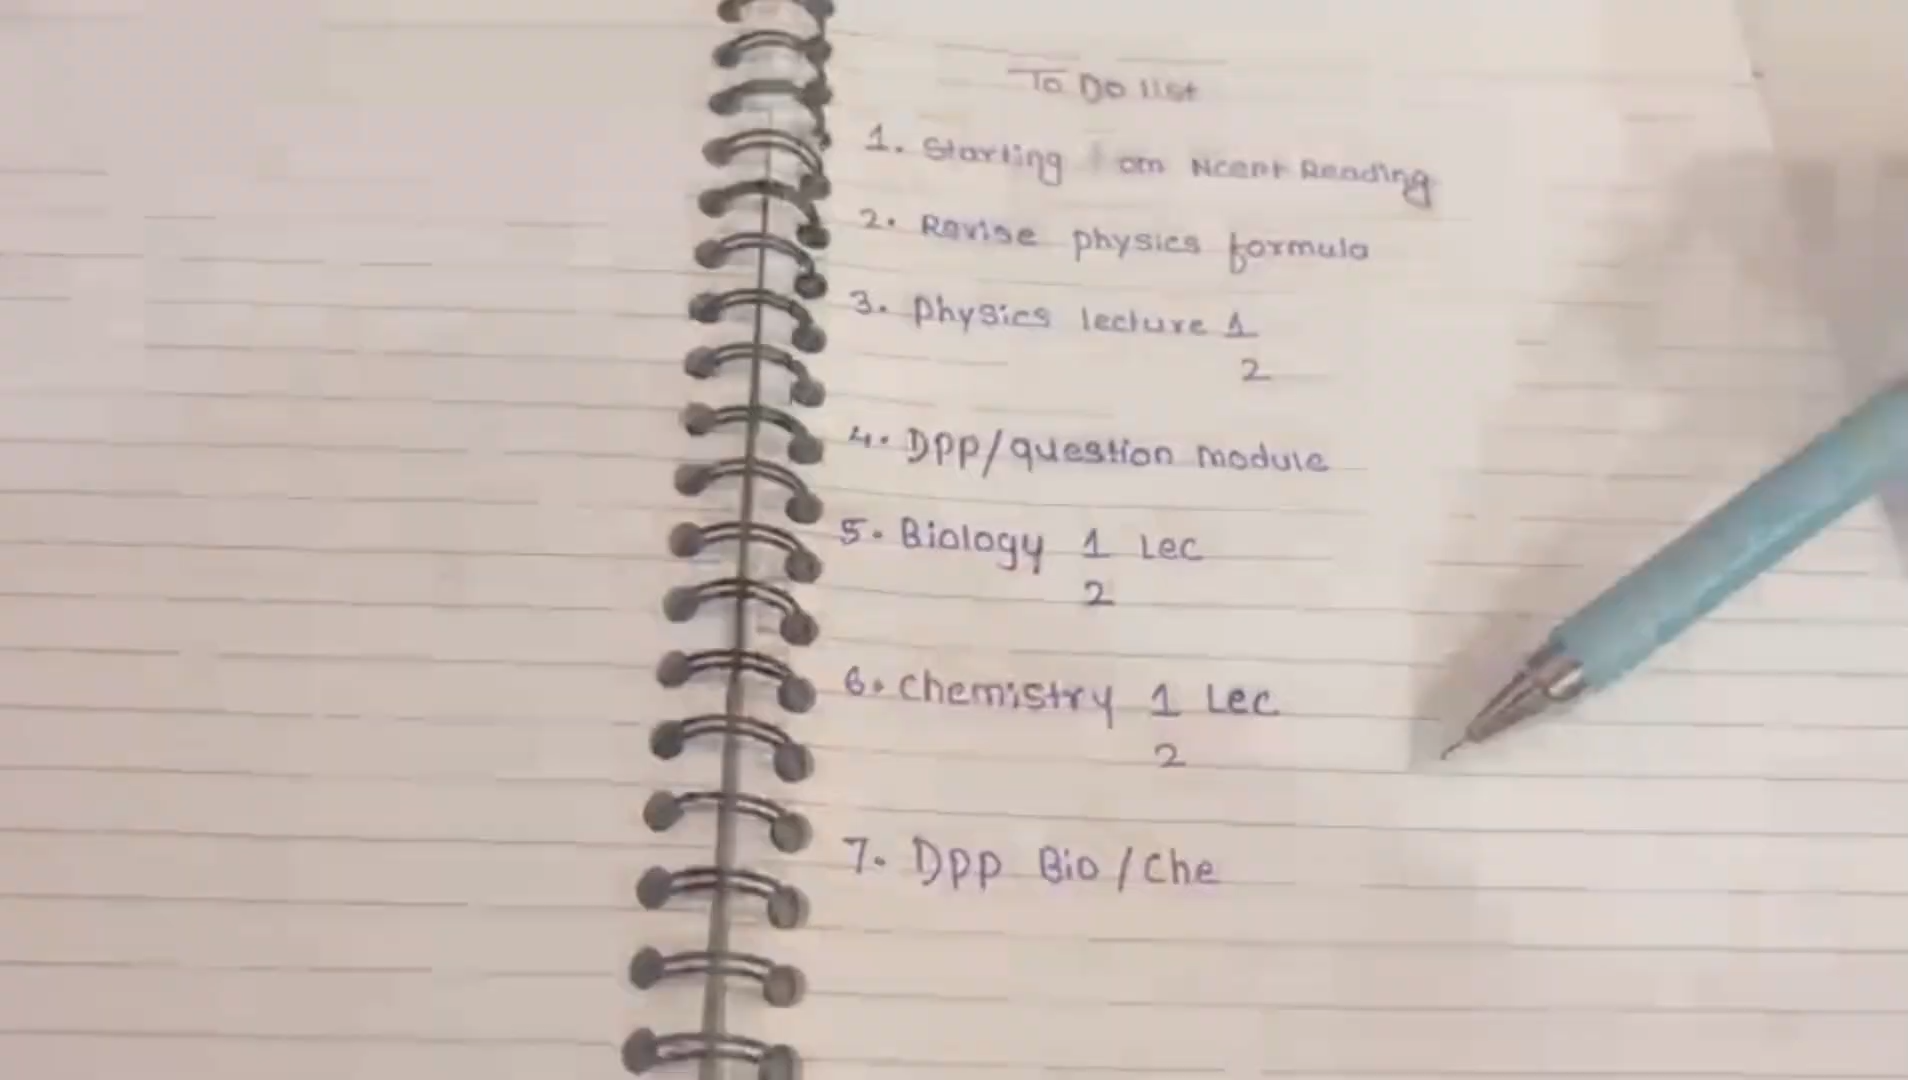 To Do list
1. Starting am Ncert Reading
2. Revise physics formula
3. Physics lecture 1
2
4. Dpp/question module
5. Biology 1 Lec
2
6. Chemistry 1 Lec
2
7. Dpp Bio/Che